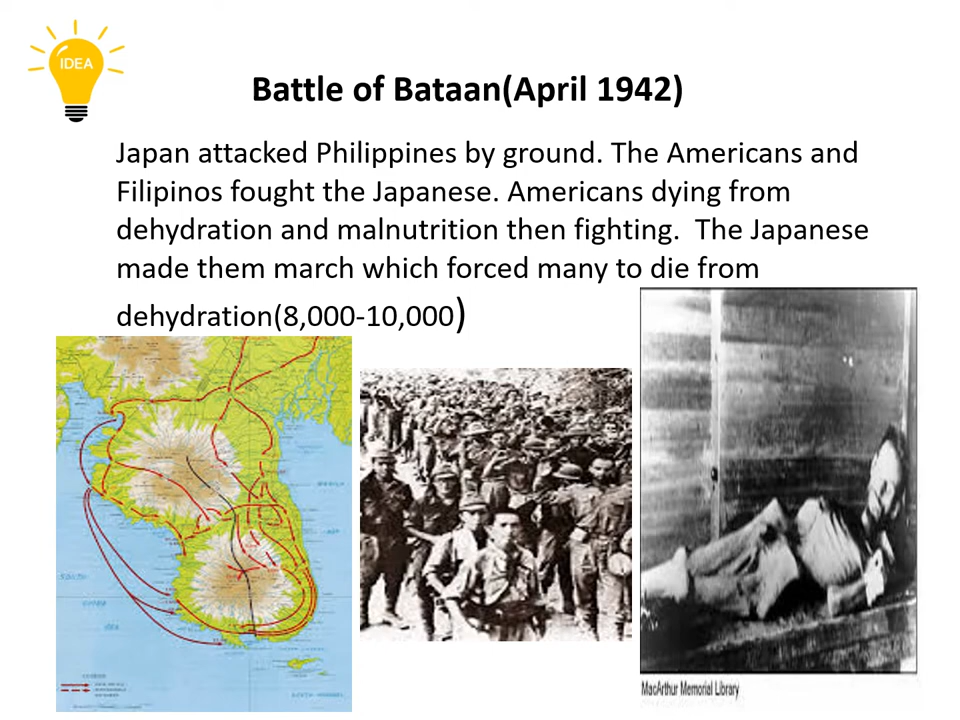 IDEA
Battle of Bataan(April 1942)
Japan attacked Philippines by ground. The Americans and
Filipinos fought the Japanese. Americans dying from
dehydration and malnutrition then fighting.  The Japanese
made them march which forced many to die from
dehydration(8,000-10,000)
MacArthur Memorial Library